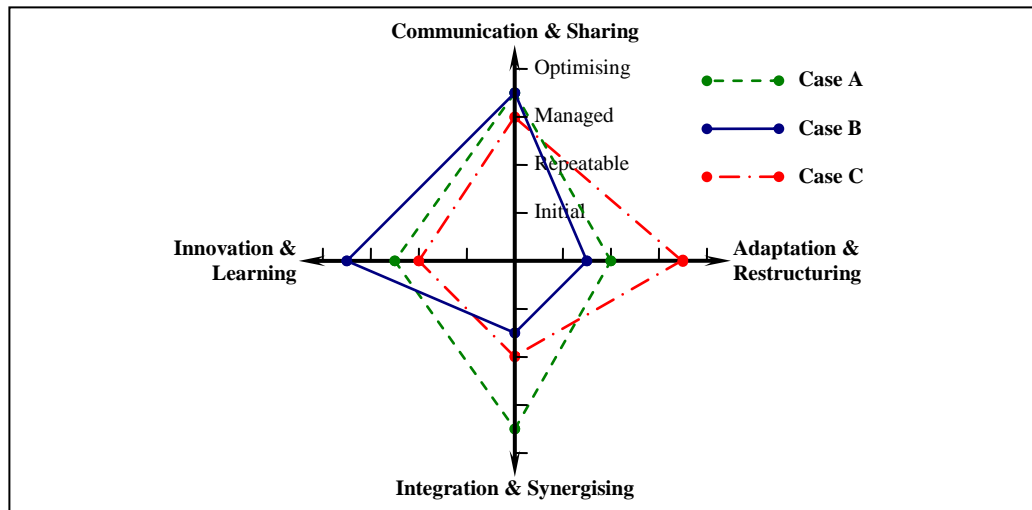 Communication & Sharing
Optimising
Case A
Managed
Case B
Repeatable
Case C
Initial
Innovation &
Learning
Adaptation &
Restructuring
Integration & Synergising